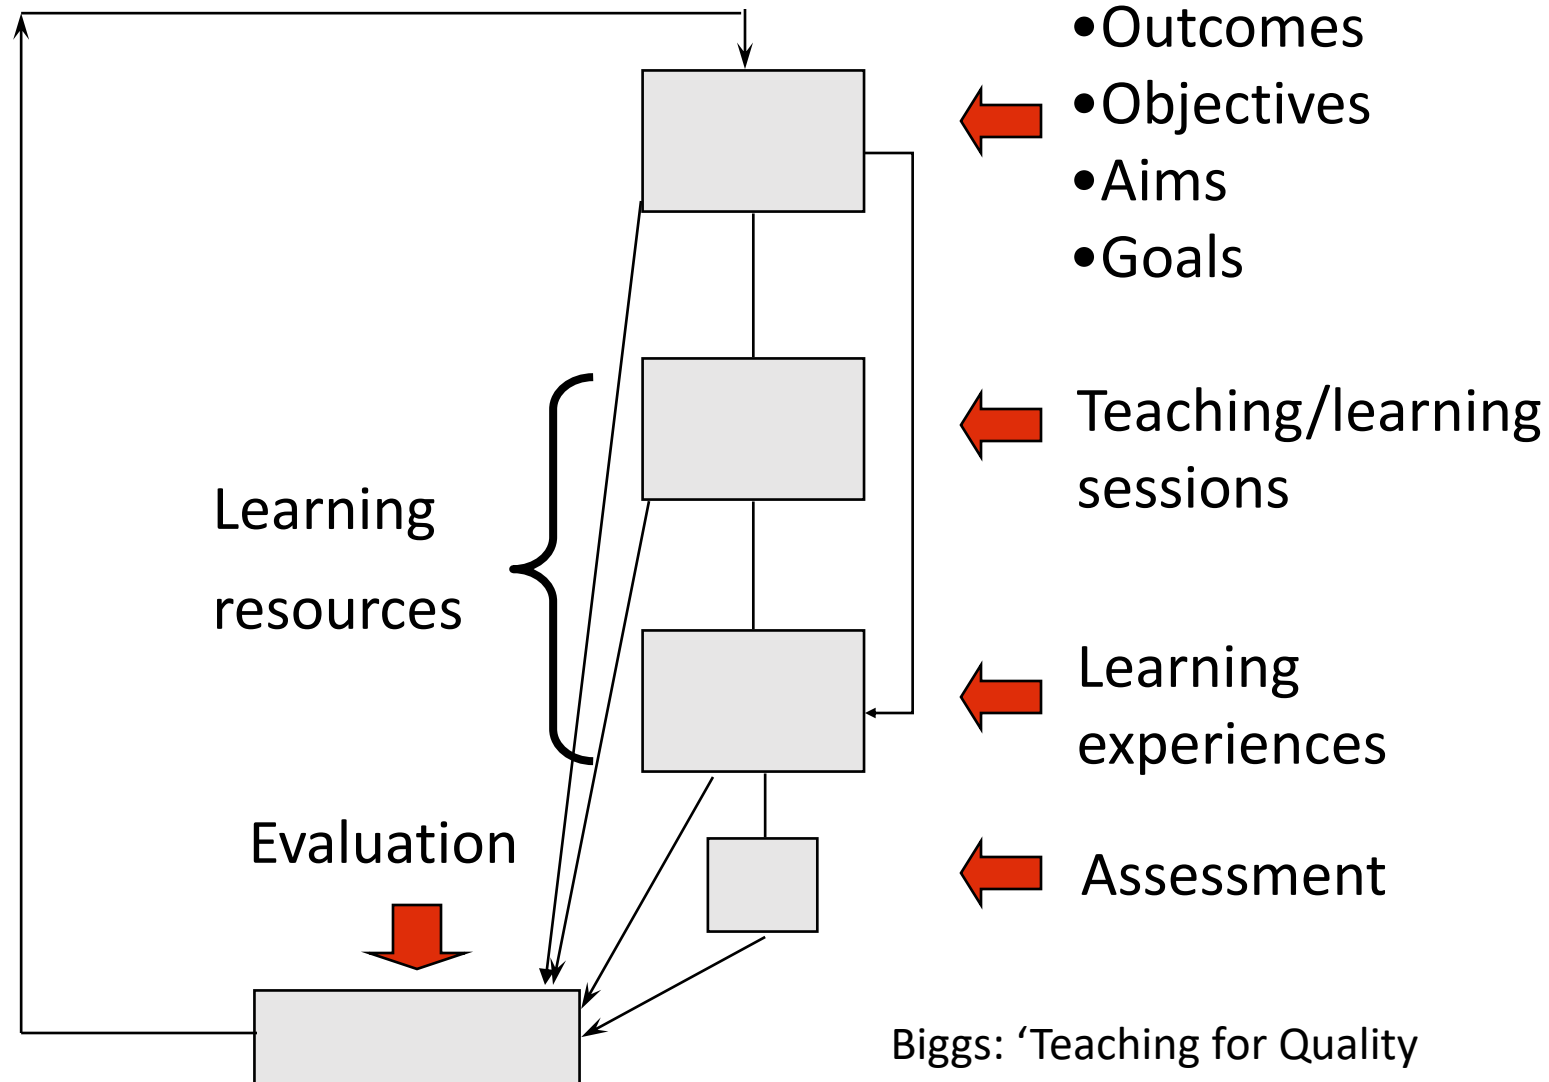 •Outcomes
•Objectives
•Aims
•Goals
Teaching/learning
sessions
Learning
resources
Learning
experiences
Evaluation
Assessment
Biggs: ‘Teaching for Quality